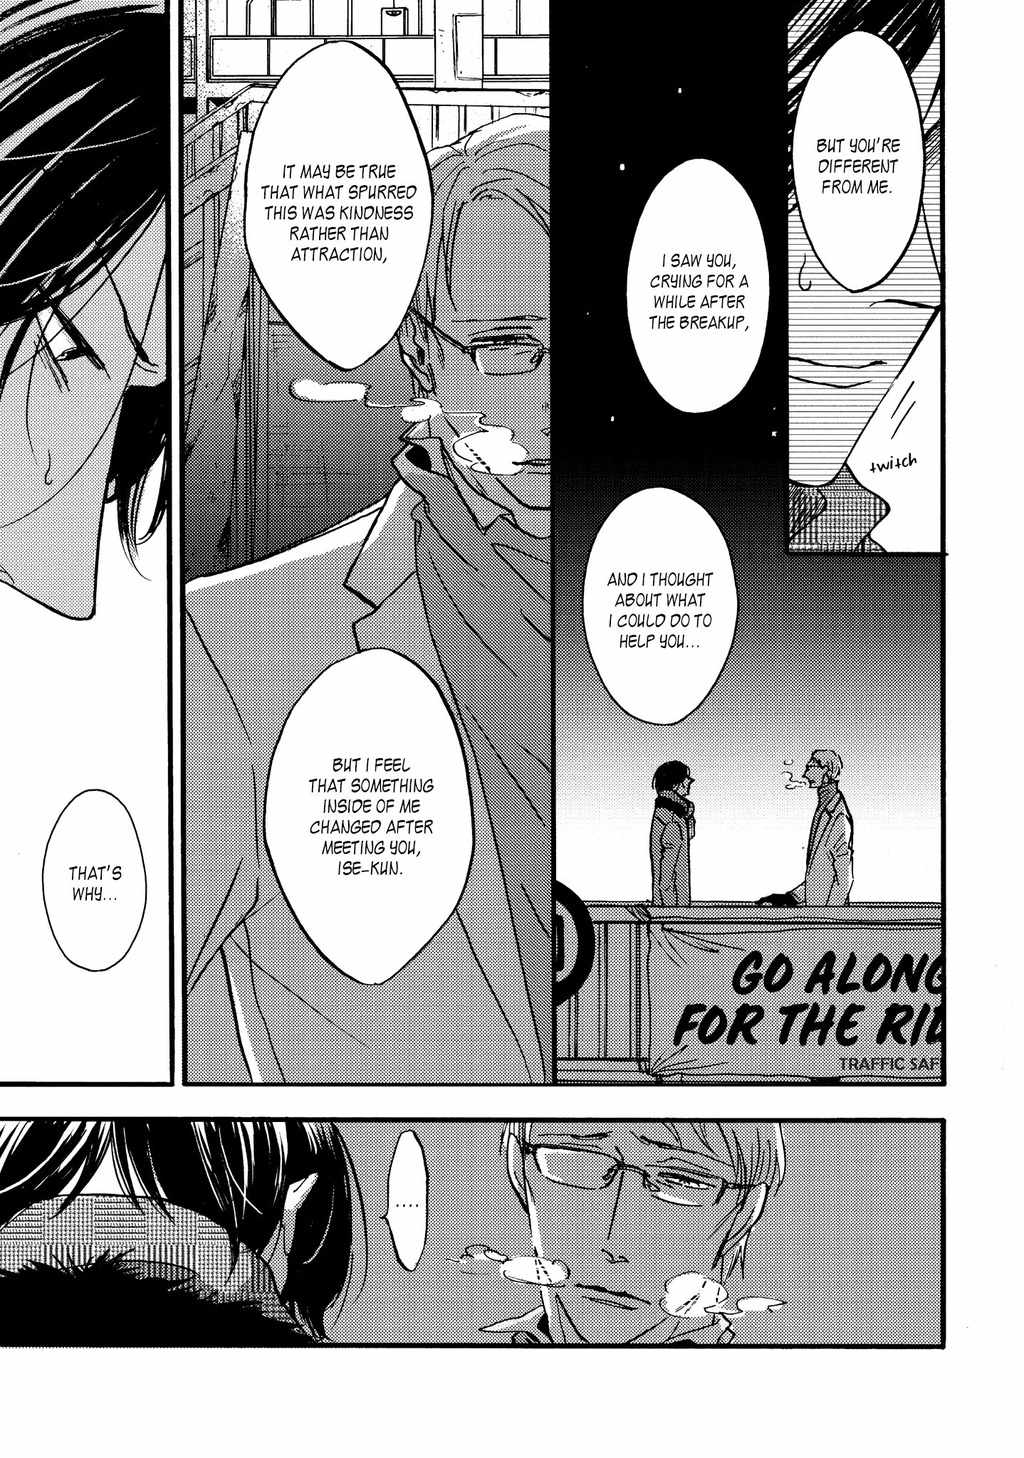 BUT YOU'RE
DIFFERENT
FROM ME.
twitch
I SAW YOU,
CRYING FOR A
WHILE AFTER
THE BREAKUP,
AND I THOUGHT
ABOUT WHAT
I COULD DO TO
HELP YOU...
GO ALONG
FOR THE RID
TRAFFIC SAF
IT MAY BE TRUE
THAT WHAT SPURRED
THIS WAS KINDNESS
RATHER THAN
ATTRACTION,
BUT I FEEL
THAT SOMETHING
INSIDE OF ME
CHANGED AFTER
MEETING YOU,
ISE-KUN.
THAT'S
WHY...
....